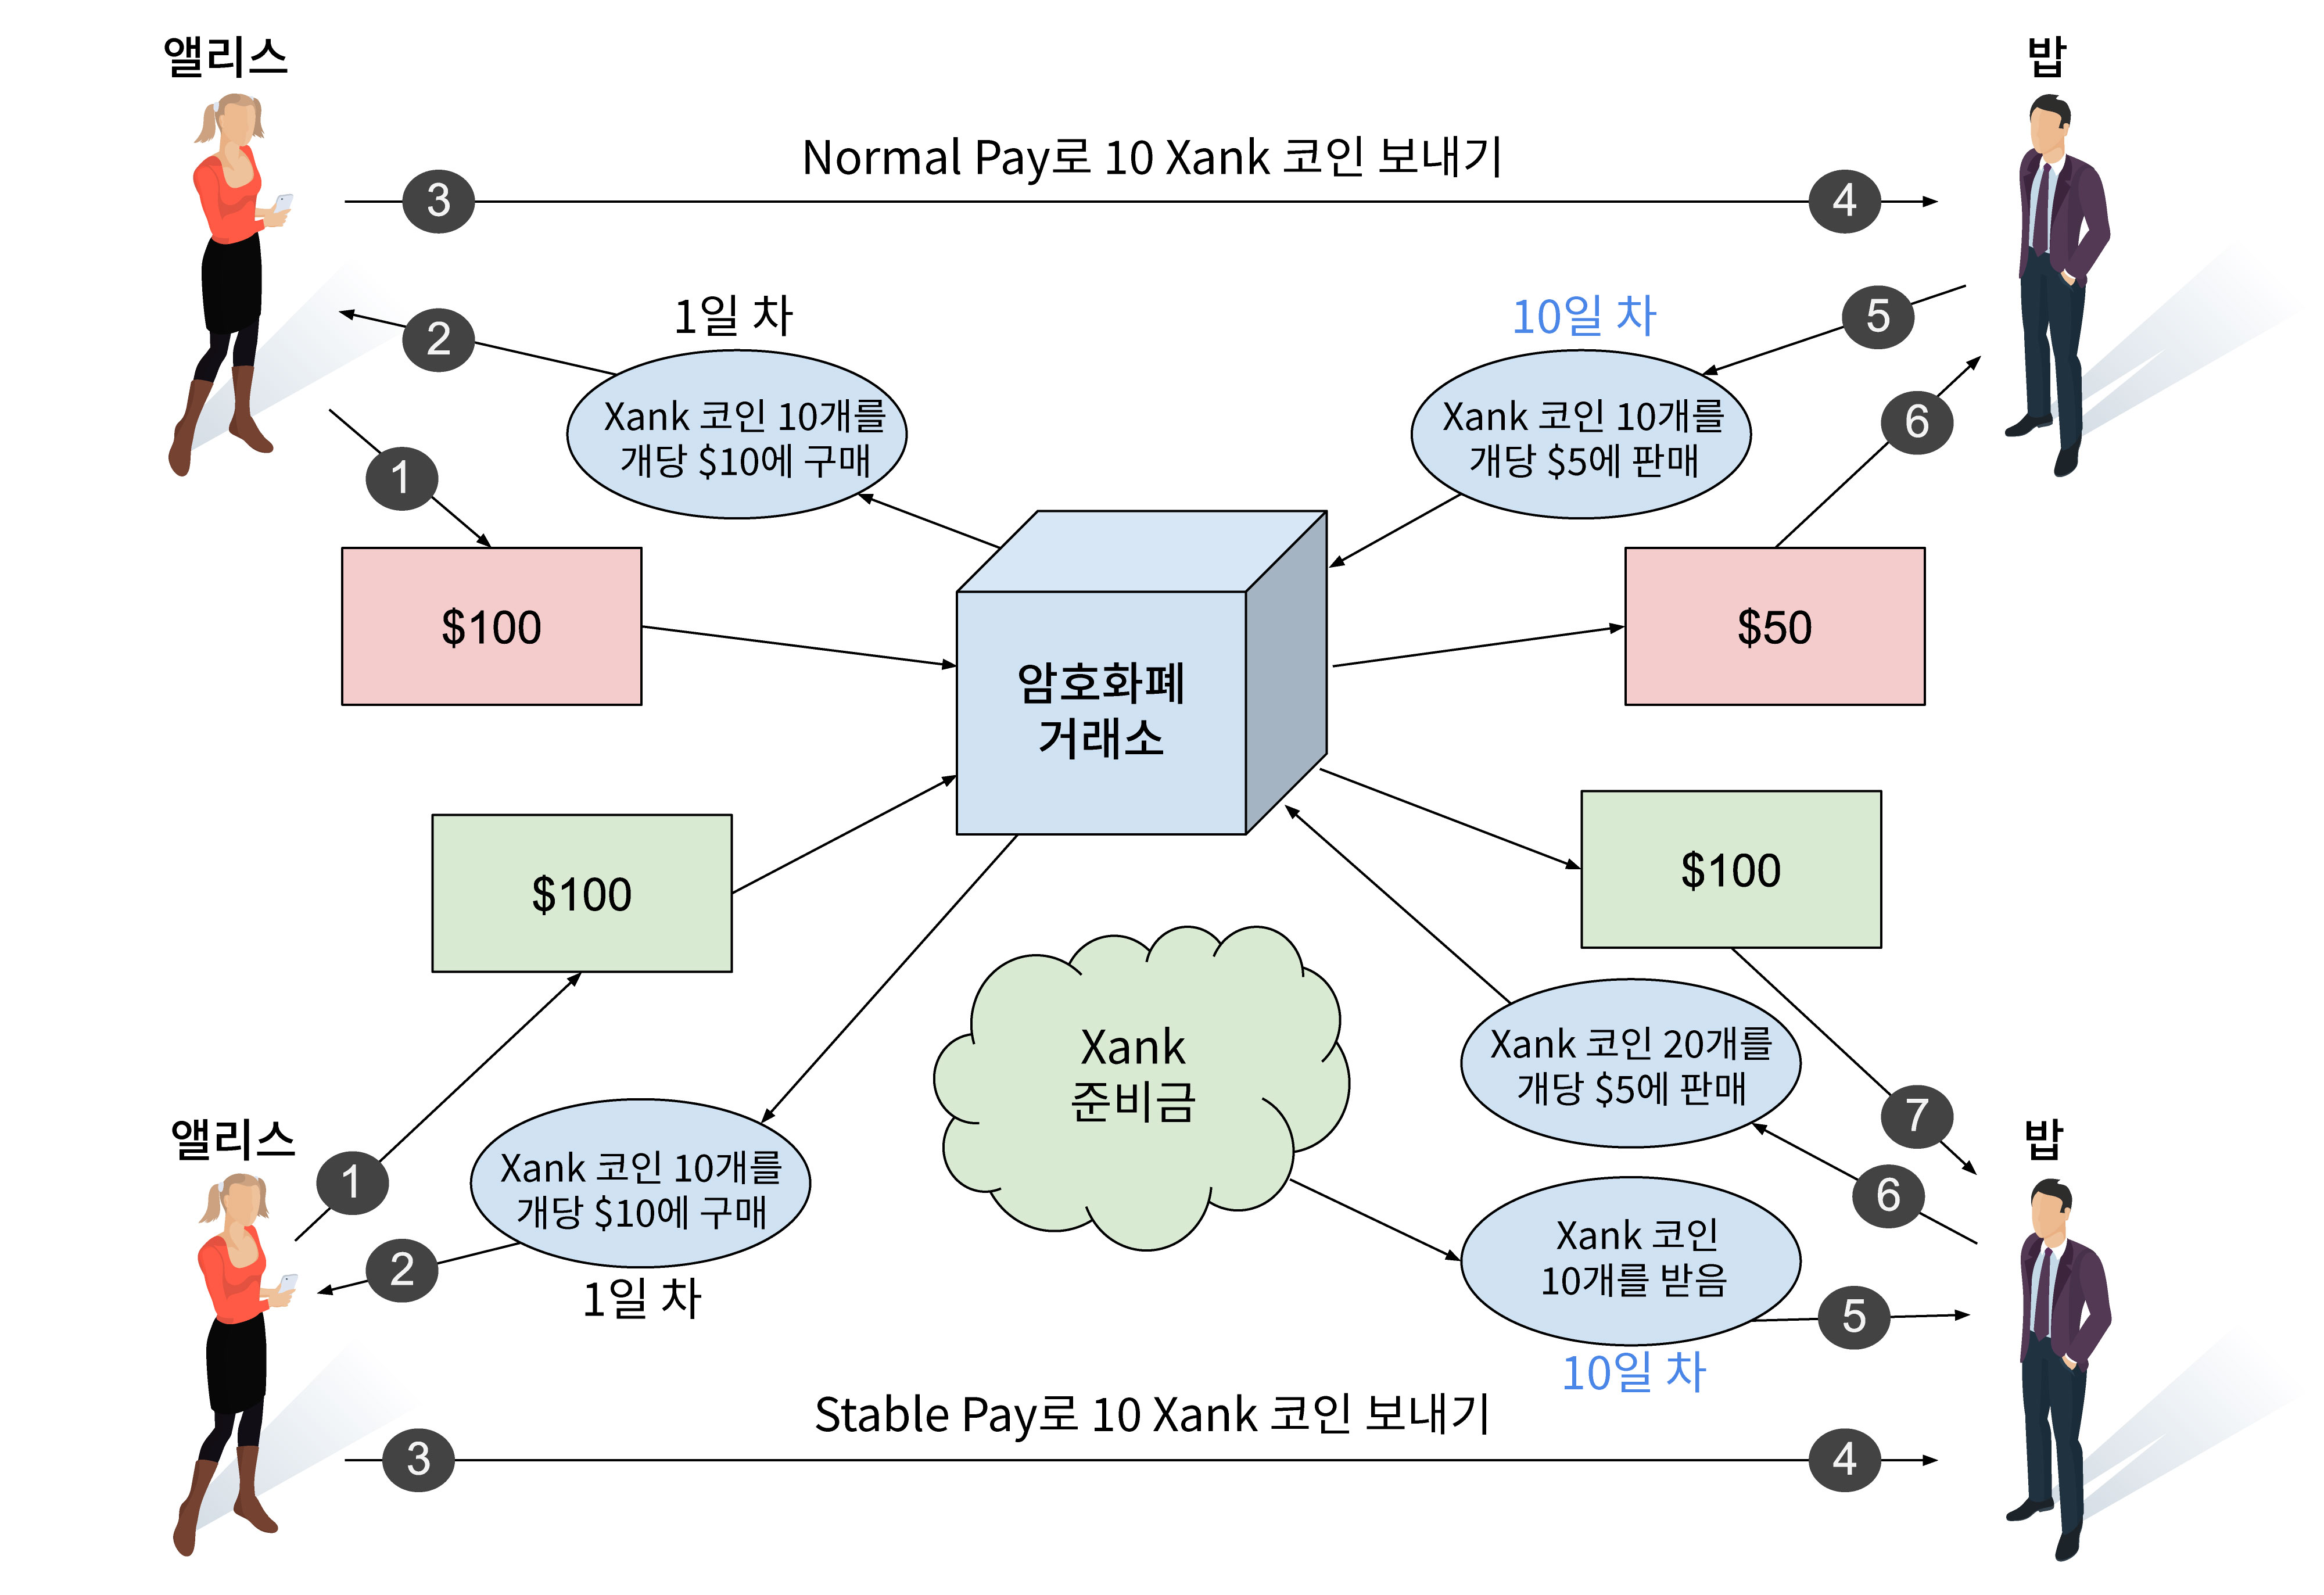 앨리스
밥
Normal Pay로 10 Xank 코인 보내기
3
4
1일 차
10일 차
2
5
Xank 코인 10개를
개당 $10에 구매
Xank 코인 10개를
개당 $5에 판매
1
6
$100
$50
암호화폐
거래소
$100
$100
Xank
준비금
Xank 코인 20개를
개당 $5에 판매
7
앨리스
밥
1
6
Xank 코인 10개를
개당 $10에 구매
2
1일 차
Xank 코인
10개를 받음
5
10일 차
Stable Pay로 10 Xank 코인 보내기
3
4